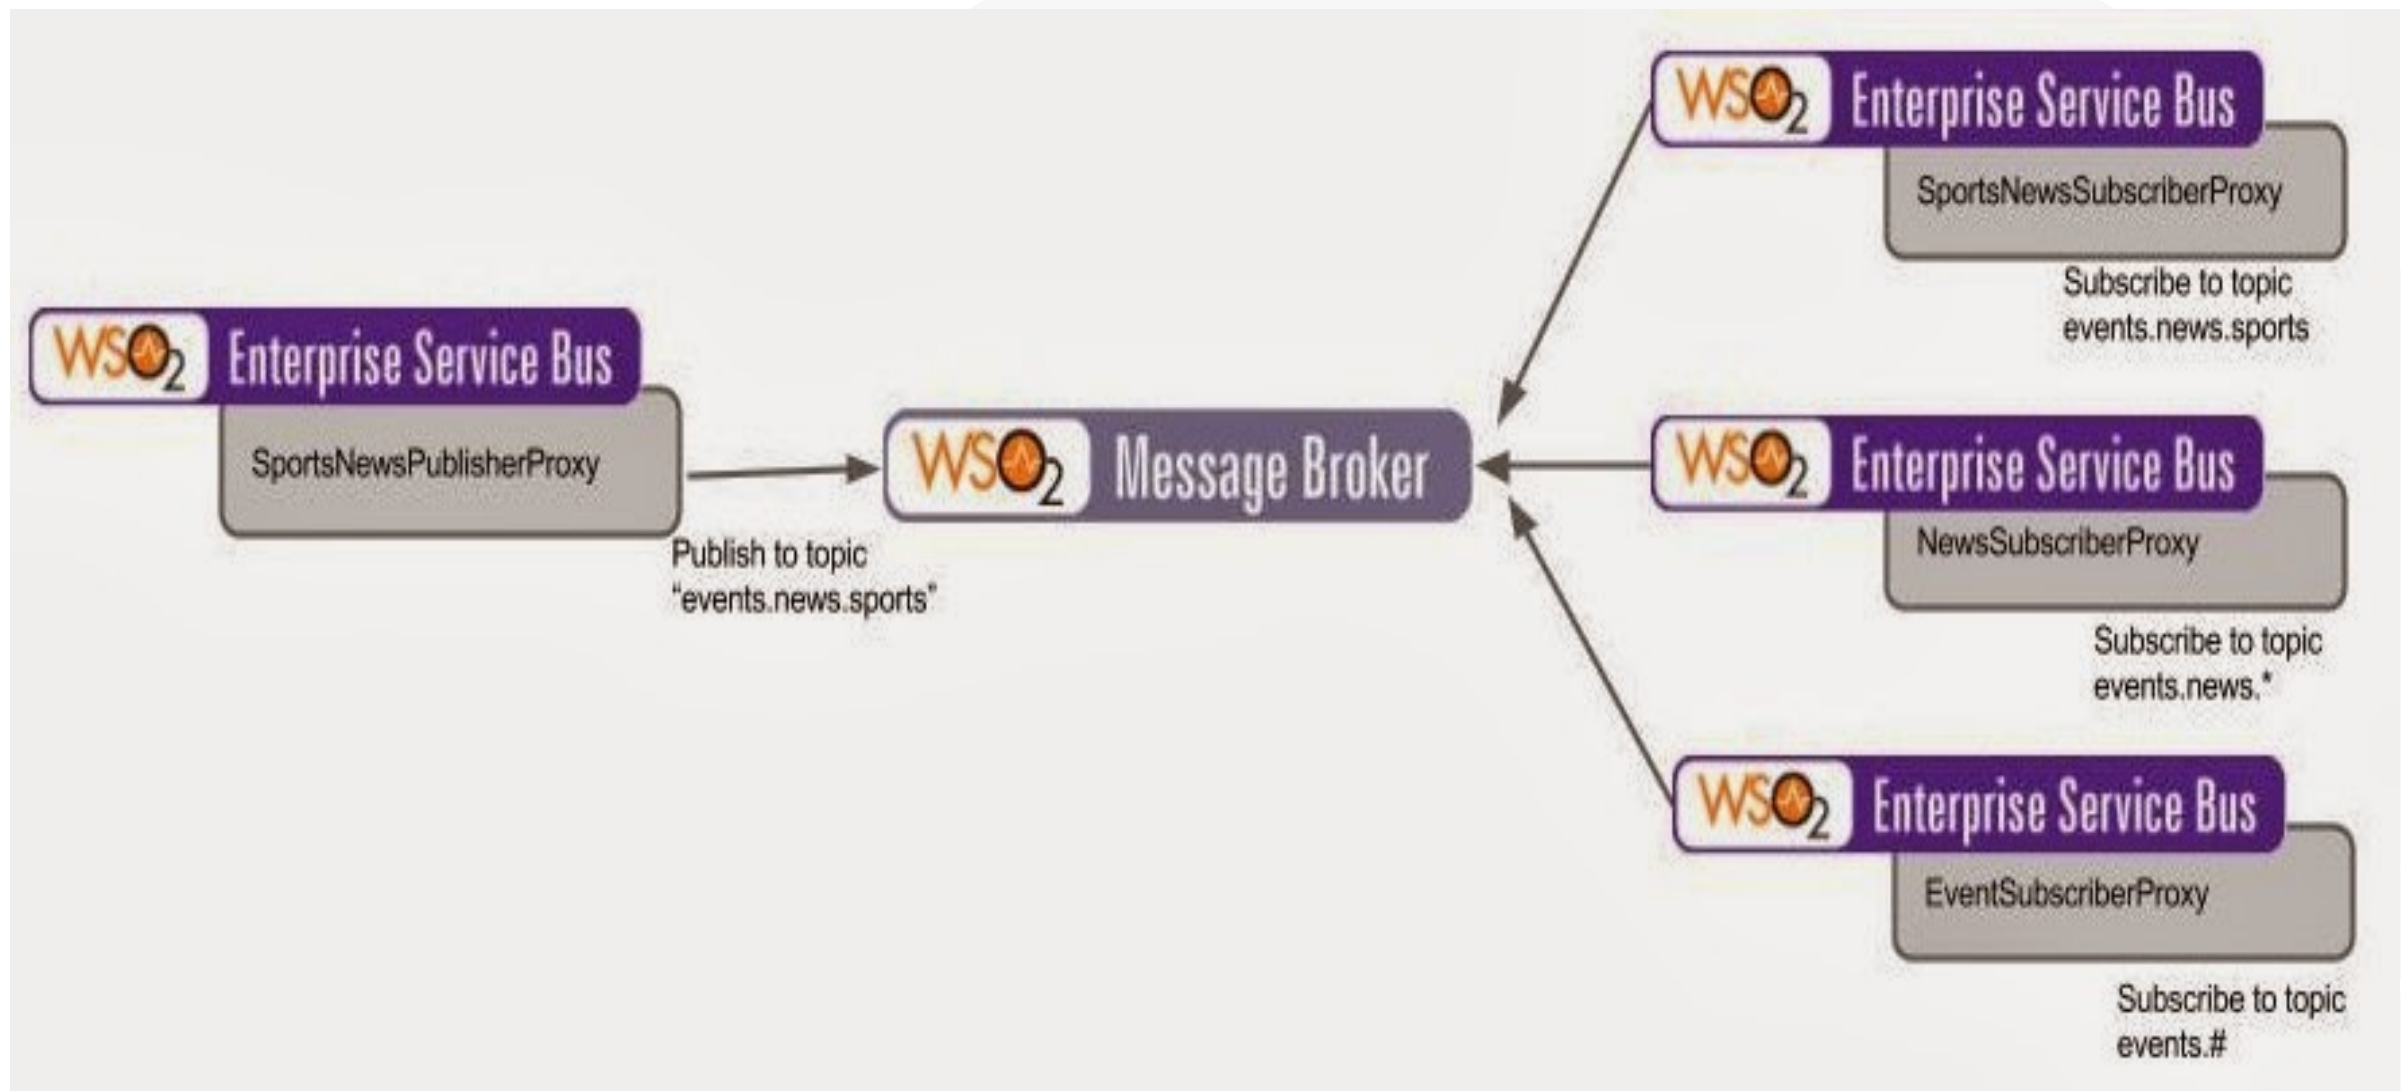 WSO2 Enterprise Service Bus
SportsNewsPublisherProxy
Publish to topic
“events.news.sports”
WSO2 Message Broker
WSO2 Enterprise Service Bus
SportsNewsSubscriberProxy
Subscribe to topic
events.news.sports
WSO2 Enterprise Service Bus
NewsSubscriberProxy
Subscribe to topic
events.news.*
WSO2 Enterprise Service Bus
EventSubscriberProxy
Subscribe to topic
events.#